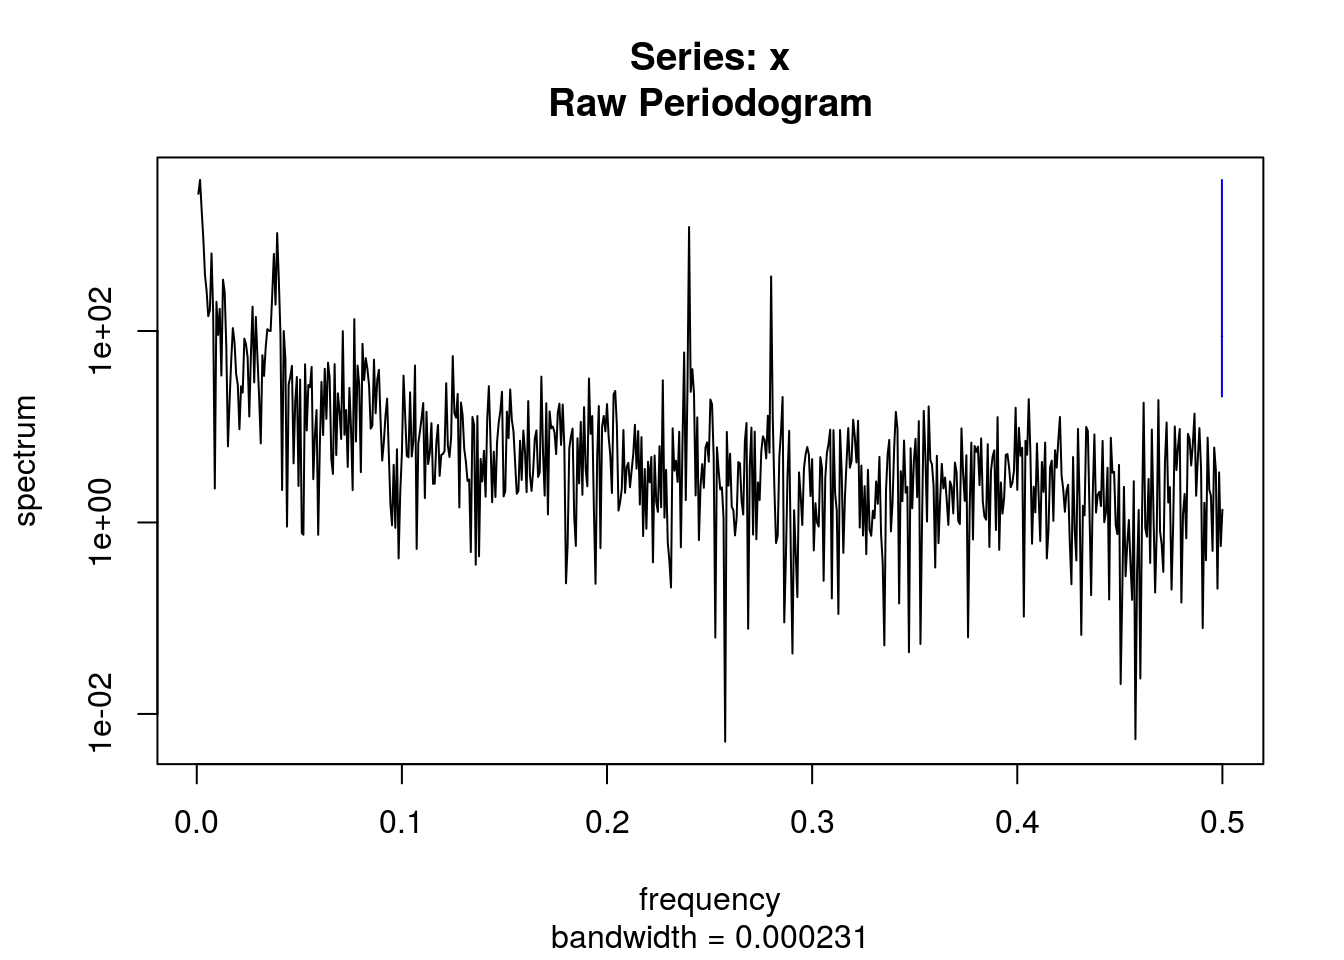 Series: x
Raw Periodogram
spectrum
1e+02
1e+00
1e-02
0.0 0.1 0.2 0.3 0.4 0.5
frequency
bandwidth = 0.000231